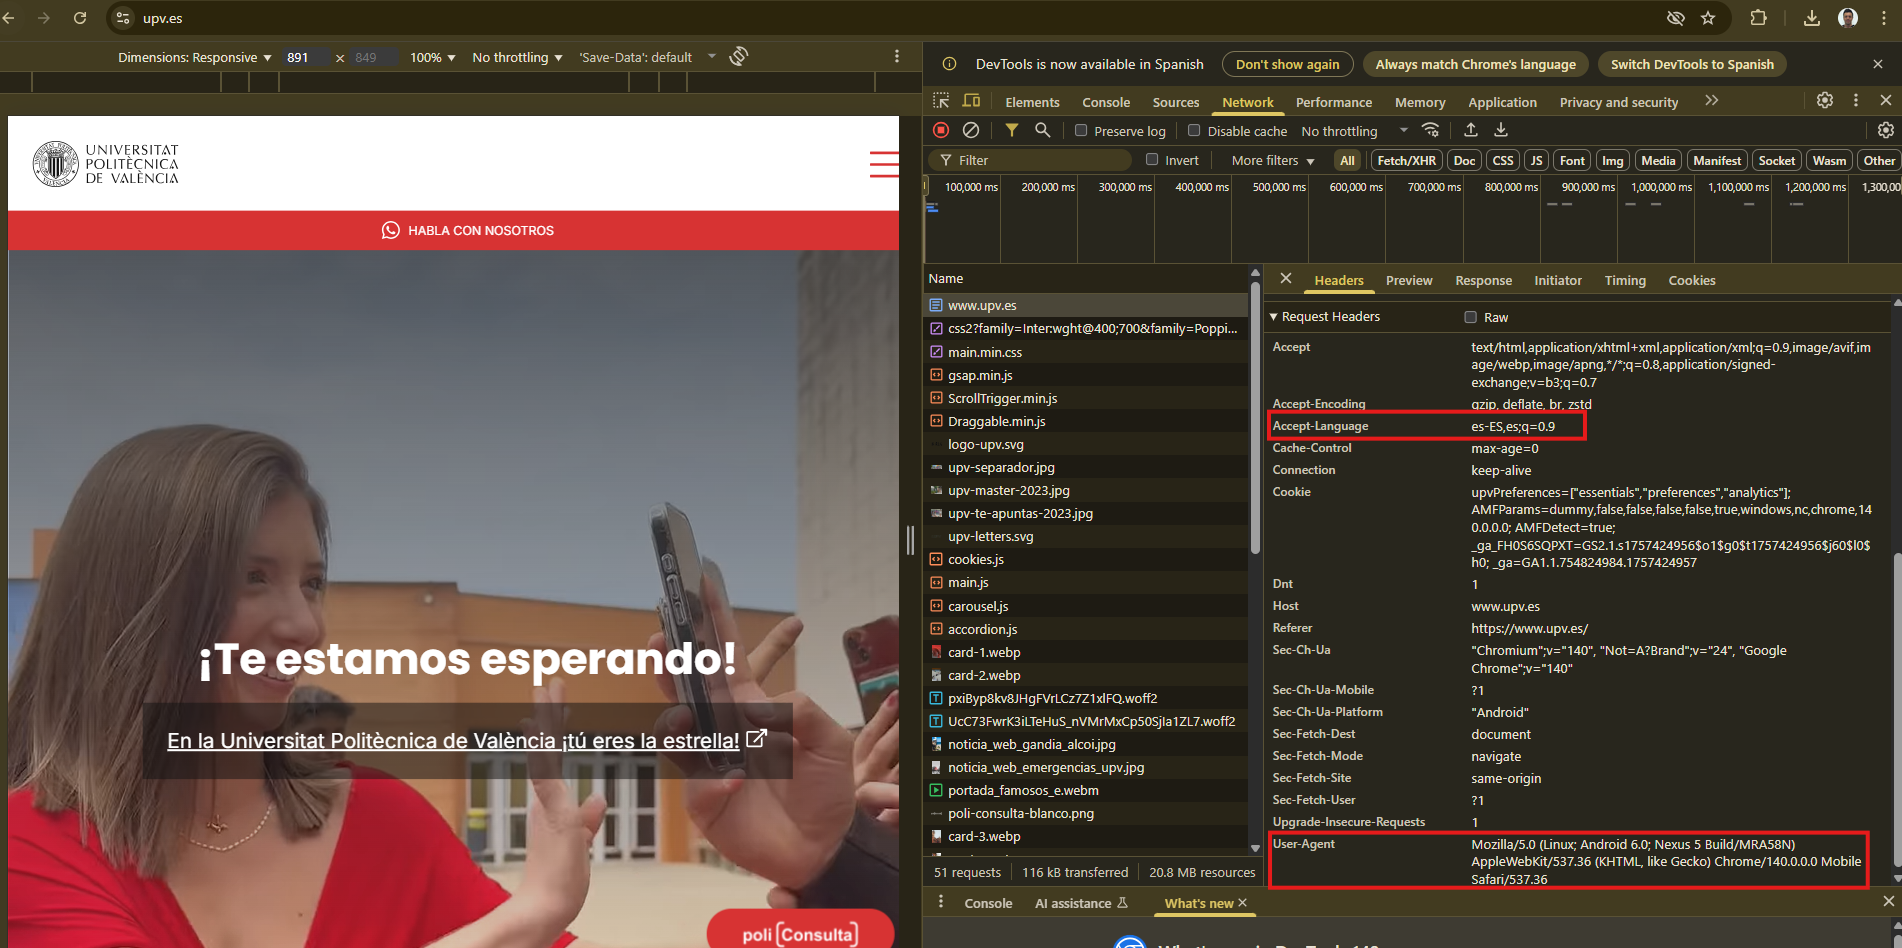 upv.es
Dimensions: Responsive
891
×
849
100%
No throttling
'Save-Data': default
DevTools is now available in Spanish
Don't show again
Always match Chrome's language
Switch DevTools to Spanish
Elements
Console
Sources
Network
Performance
Memory
Application
Privacy and security
Preserve log
Disable cache
No throttling
Filter
Invert
More filters
All
Fetch/XHR
Doc
CSS
JS
Font
Img
Media
Manifest
Socket
Wasm
Other
100,000 ms
200,000 ms
300,000 ms
400,000 ms
500,000 ms
600,000 ms
700,000 ms
800,000 ms
900,000 ms
1,000,000 ms
1,100,000 ms
1,200,000 ms
1,300,000
UNIVERSITAT
POLITÈCNICA
DE VALÈNCIA
HABLA CON NOSOTROS
¡Te estamos esperando!
En la Universitat Politècnica de València ¡tú eres la estrella!
poli[Consulta]
Name
www.upv.es
css2?family=Inter:wght@400;700&family=Poppi...
main.min.css
gsap.min.js
ScrollTrigger.min.js
Draggable.min.js
logo-upv.svg
upv-separador.jpg
upv-master-2023.jpg
upv-te-apuntas-2023.jpg
upv-letters.svg
cookies.js
main.js
carousel.js
accordion.js
card-1.webp
card-2.webp
pxiByp8kv8JHgFVrLCz7Z1xlFQ.woff2
UcC73FwrK3iLTeHuS_nVMrMxCp50SjIa1ZL7.woff2
noticia_web_gandia_alcoi.jpg
noticia_web_emergencias_upv.jpg
portada_famosos_e.webm
poli-consulta-blanco.png
card-3.webp
51 requests
116 kB transferred
20.8 MB resources
Headers
Preview
Response
Initiator
Timing
Cookies
Request Headers
Raw
Accept
text/html,application/xhtml+xml,application/xml;q=0.9,image/avif,im
age/webp,image/apng,*/*;q=0.8,application/signed-
exchange;v=b3;q=0.7
Accept-Encoding
gzip, deflate, br, zstd
Accept-Language
es-ES,es;q=0.9
Cache-Control
max-age=0
Connection
keep-alive
Cookie
upvPreferences=["essentials","preferences","analytics"];
AMFParams=dummy,false,false,false,false,true,windows,nc,chrome,14
0.0.0.0; AMFDetect=true;
_ga_FH0S6SQPXT=GS2.1.s1757424956$o1$g0$t1757424956$j60$l0$
h0; _ga=GA1.1.754824984.1757424957
Dnt
1
Host
www.upv.es
Referer
https://www.upv.es/
Sec-Ch-Ua
"Chromium";v="140", "Not=A?Brand";v="24", "Google
Chrome";v="140"
Sec-Ch-Ua-Mobile
?1
Sec-Ch-Ua-Platform
"Android"
Sec-Fetch-Dest
document
Sec-Fetch-Mode
navigate
Sec-Fetch-Site
same-origin
Sec-Fetch-User
?1
Upgrade-Insecure-Requests
1
User-Agent
Mozilla/5.0 (Linux; Android 6.0; Nexus 5 Build/MRA58N)
AppleWebKit/537.36 (KHTML, like Gecko) Chrome/140.0.0.0 Mobile
Safari/537.36
Console
AI assistance
What's new